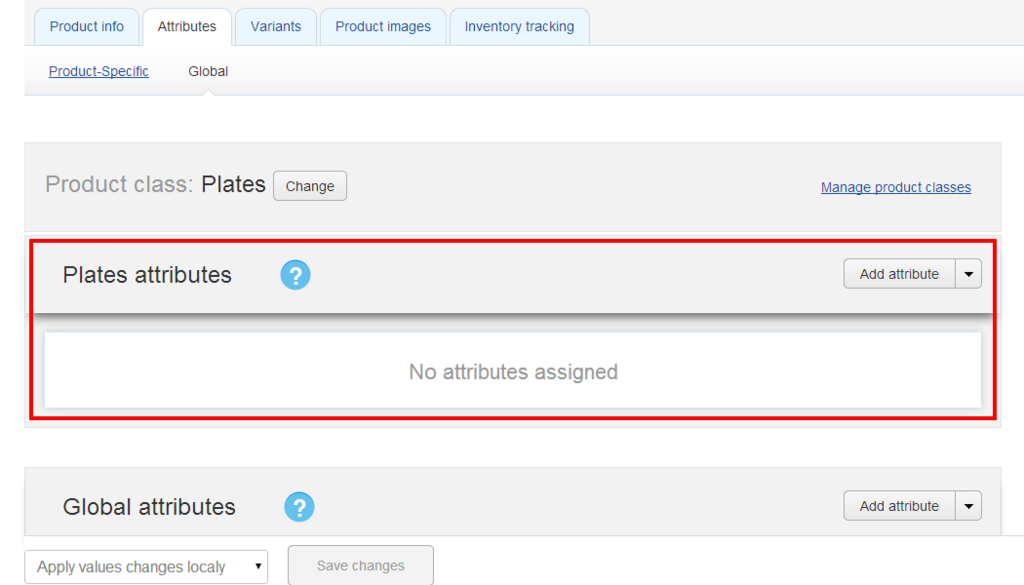 Product info Attributes Variants Product images Inventory tracking
Product-Specific Global
Product class: Plates Change Manage product classes
Plates attributes ? Add attribute
No attributes assigned
Global attributes ? Add attribute
Apply values changes localy Save changes